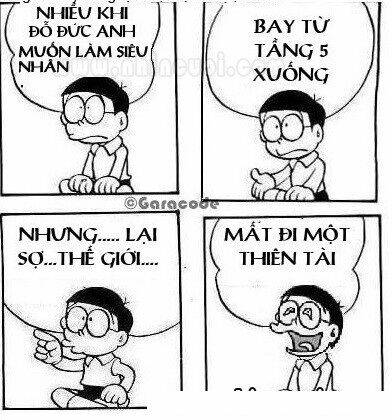 NHIỀU KHI
ĐỖ ĐỨC ANH
MUỐN LÀM SIÊU
NHÂN
BAY TỪ
TẦNG 5
XUỐNG
©Garacode
NHƯNG..... LẠI
SỢ...THẾ GIỚI....
MẤT ĐI MỘT
THIÊN TÀI